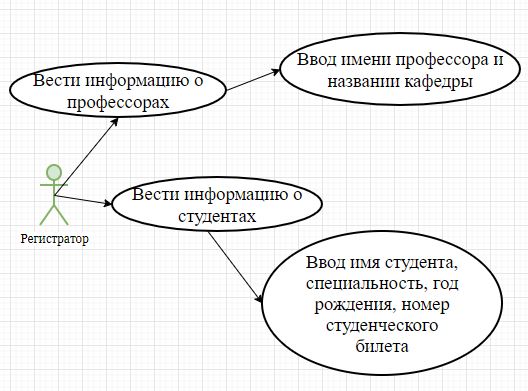 Ввод имени профессора и
названии кафедры
Вести информацию о
профессорах
Вести информацию о
студентах
Регистратор
Ввод имя студента,
специальность, год
рождения, номер
студенческого
билета